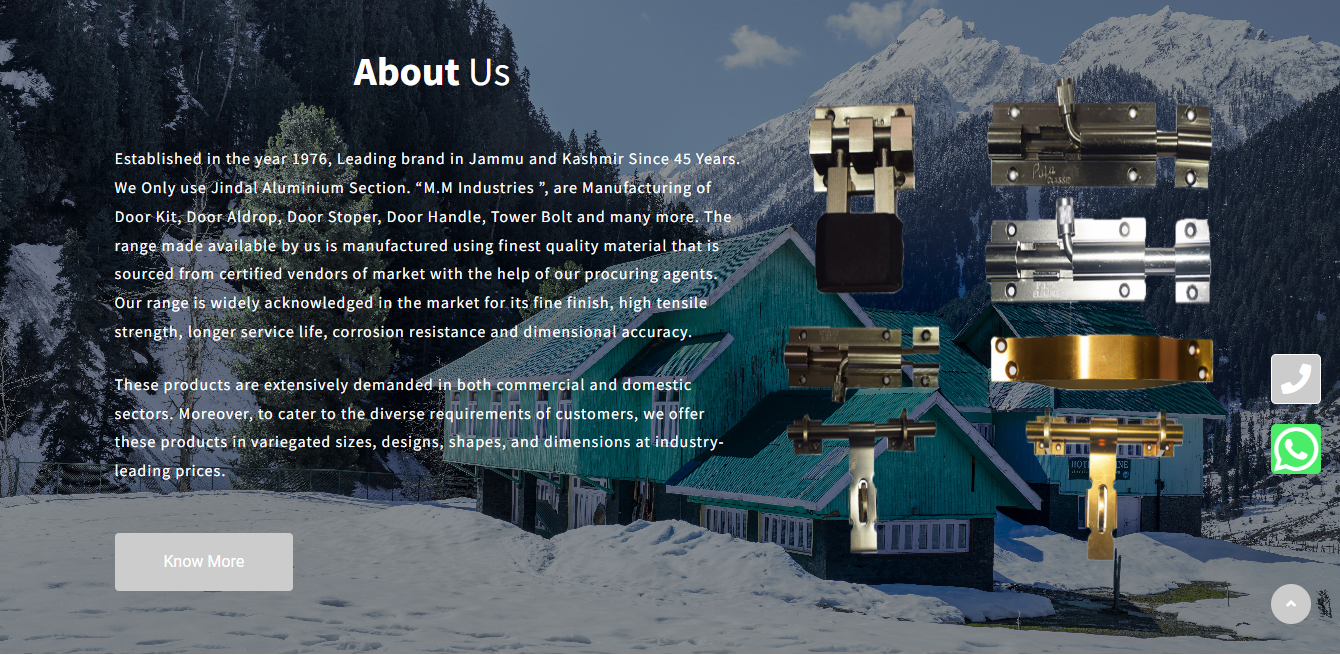 About Us
Established in the year 1976, Leading brand in Jammu and Kashmir Since 45 Years.
We Only use Jindal Aluminium Section. “M.M Industries ”, are Manufacturing of
Door Kit, Door Aldrop, Door Stoper, Door Handle, Tower Bolt and many more. The
range made available by us is manufactured using finest quality material that is
sourced from certified vendors of market with the help of our procuring agents.
Our range is widely acknowledged in the market for its fine finish, high tensile
strength, longer service life, corrosion resistance and dimensional accuracy.
These products are extensively demanded in both commercial and domestic
sectors. Moreover, to cater to the diverse requirements of customers, we offer
these products in variegated sizes, designs, shapes, and dimensions at industry-
leading prices.
Know More